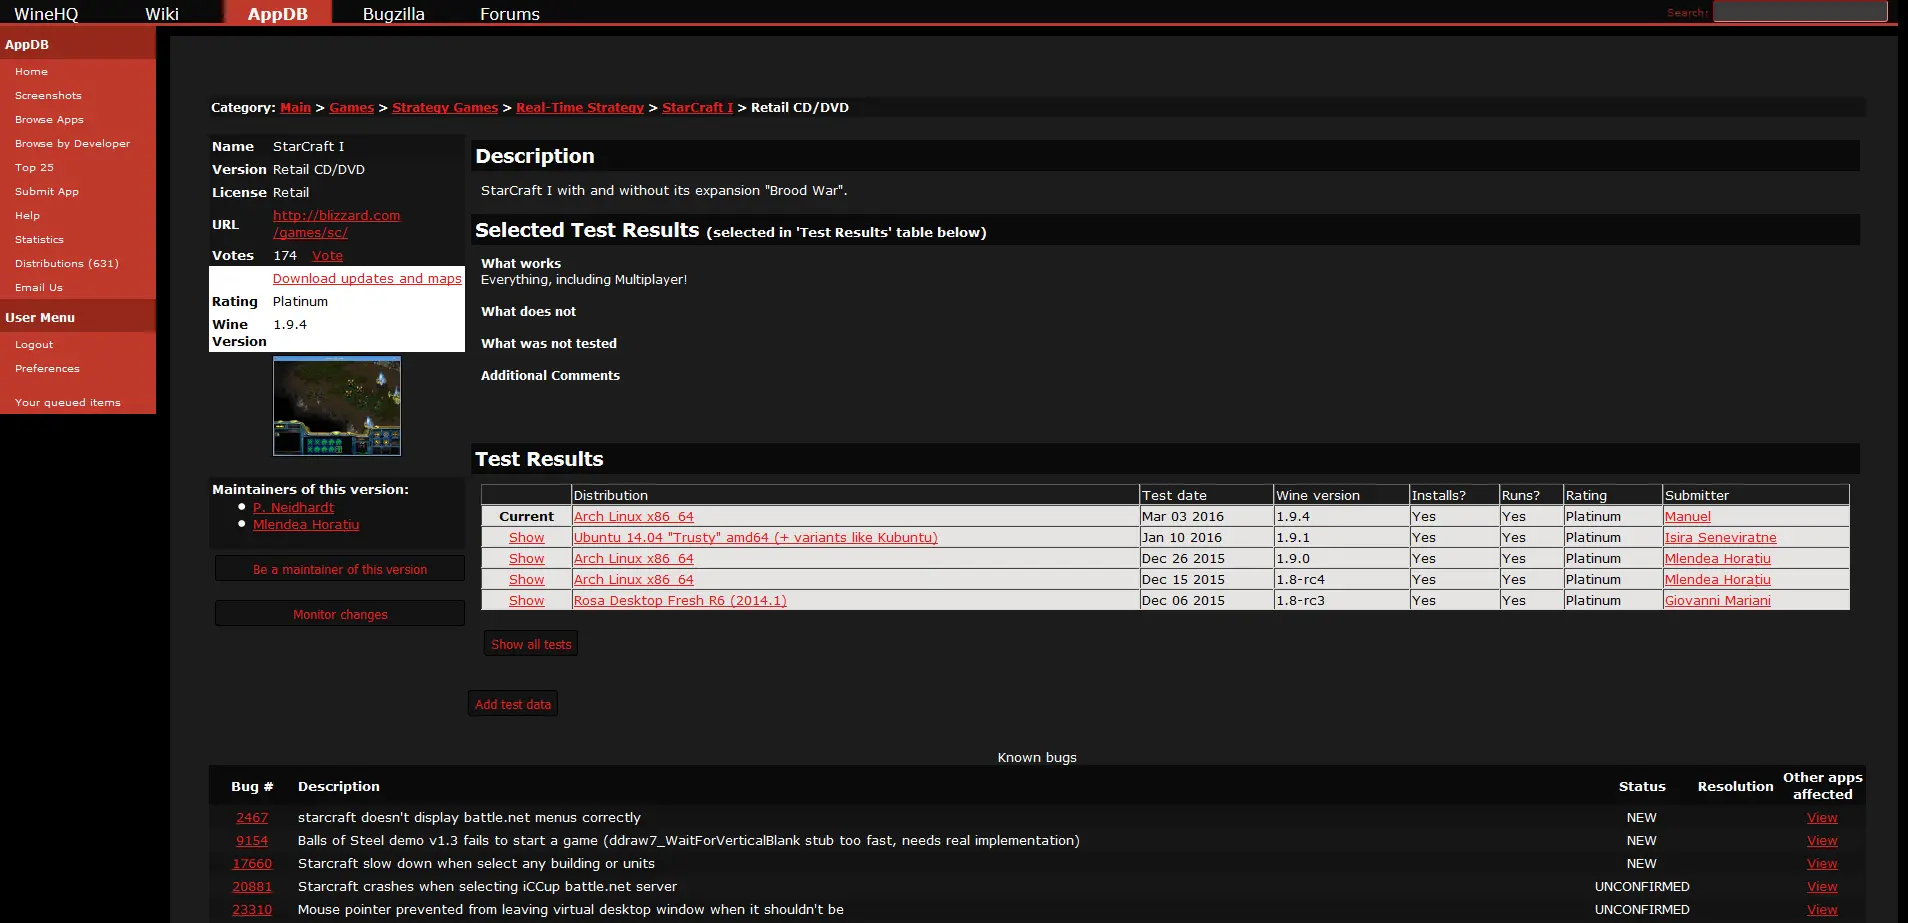 WineHQ Wiki AppDB Bugzilla Forums Search:
AppDB
Home
Screenshots
Browse Apps
Browse by Developer
Top 25
Submit App
Help
Statistics
Distributions (631)
Email Us
User Menu
Logout
Preferences
Your queued items
Category: Main > Games > Strategy Games > Real-Time Strategy > StarCraft I > Retail CD/DVD
Name StarCraft I
Version Retail CD/DVD
License Retail
URL http://blizzard.com
/games/sc/
Votes 174 Vote
Download updates and maps
Rating Platinum
Wine 1.9.4
Version
Maintainers of this version:
P. Neidhardt
Mlendea Horatiu
Be a maintainer of this version
Monitor changes
Description
StarCraft I with and without its expansion "Brood War".
Selected Test Results (selected in 'Test Results' table below)
What works
Everything, including Multiplayer!
What does not
What was not tested
Additional Comments
Test Results
Distribution Test date Wine version Installs? Runs? Rating Submitter
Current Arch Linux x86_64 Mar 03 2016 1.9.4 Yes Yes Platinum Manuel
Show Ubuntu 14.04 "Trusty" amd64 (+ variants like Kubuntu) Jan 10 2016 1.9.1 Yes Yes Platinum Isira Seneviratne
Show Arch Linux x86_64 Dec 26 2015 1.9.0 Yes Yes Platinum Mlendea Horatiu
Show Arch Linux x86_64 Dec 15 2015 1.8-rc4 Yes Yes Platinum Mlendea Horatiu
Show Rosa Desktop Fresh R6 (2014.1) Dec 06 2015 1.8-rc3 Yes Yes Platinum Giovanni Mariani
Show all tests
Add test data
Known bugs
Bug # Description Status Resolution Other apps
affected
2467 starcraft doesn't display battle.net menus correctly NEW View
9154 Balls of Steel demo v1.3 fails to start a game (ddraw7_WaitForVerticalBlank stub too fast, needs real implementation) NEW View
17660 Starcraft slow down when select any building or units NEW View
20881 Starcraft crashes when selecting iCCup battle.net server UNCONFIRMED View
23310 Mouse pointer prevented from leaving virtual desktop window when it shouldn't be UNCONFIRMED View